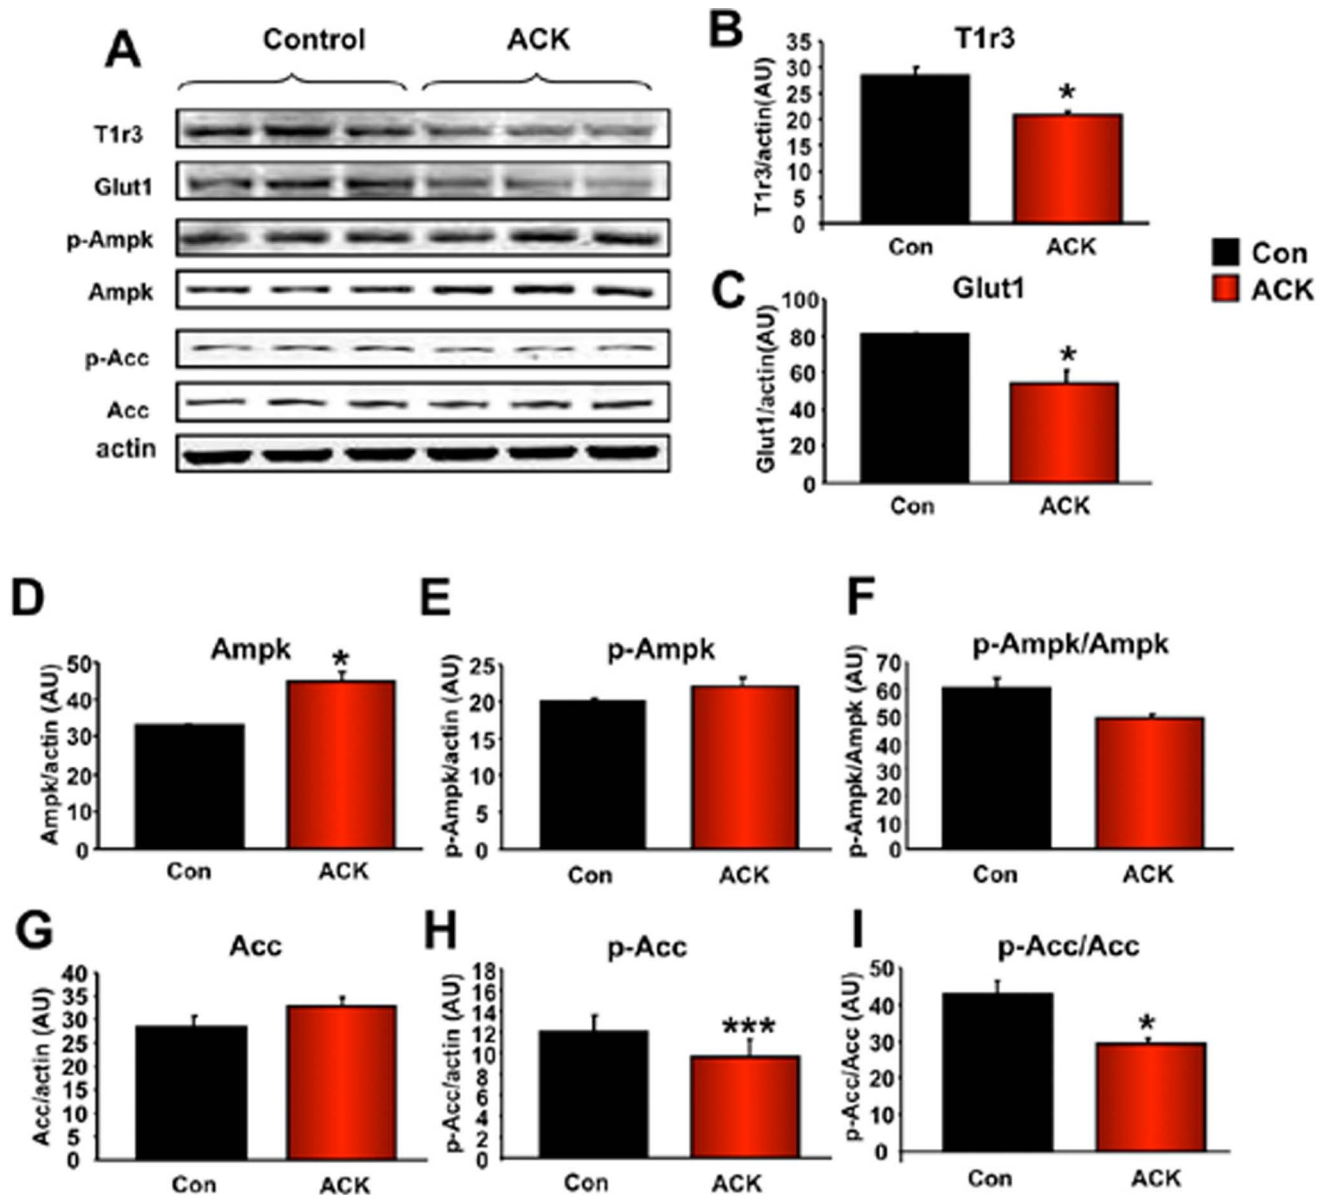 A
Control
ACK
T1r3
Glut1
p-Ampk
Ampk
p-Acc
Acc
actin
B
T1r3
T1r3/actin(AU)
35
30
25
20
15
10
5
0
*
Con
ACK
Con
ACK
C
Glut1
Glut1/actin(AU)
100
80
60
40
20
0
*
Con
ACK
D
Ampk
Ampk/actin (AU)
50
40
30
20
10
0
*
Con
ACK
E
p-Ampk
p-Ampk/actin (AU)
25
20
15
10
5
0
Con
ACK
F
p-Ampk/Ampk
p-Ampk/Ampk (AU)
70
60
50
40
30
20
10
0
Con
ACK
G
Acc
Acc/actin (AU)
40
35
30
25
20
15
10
5
0
Con
ACK
H
p-Acc
p-Acc/actin (AU)
18
16
14
12
10
8
6
4
2
0
***
Con
ACK
I
p-Acc/Acc
p-Acc/Acc (AU)
50
40
30
20
10
0
*
Con
ACK